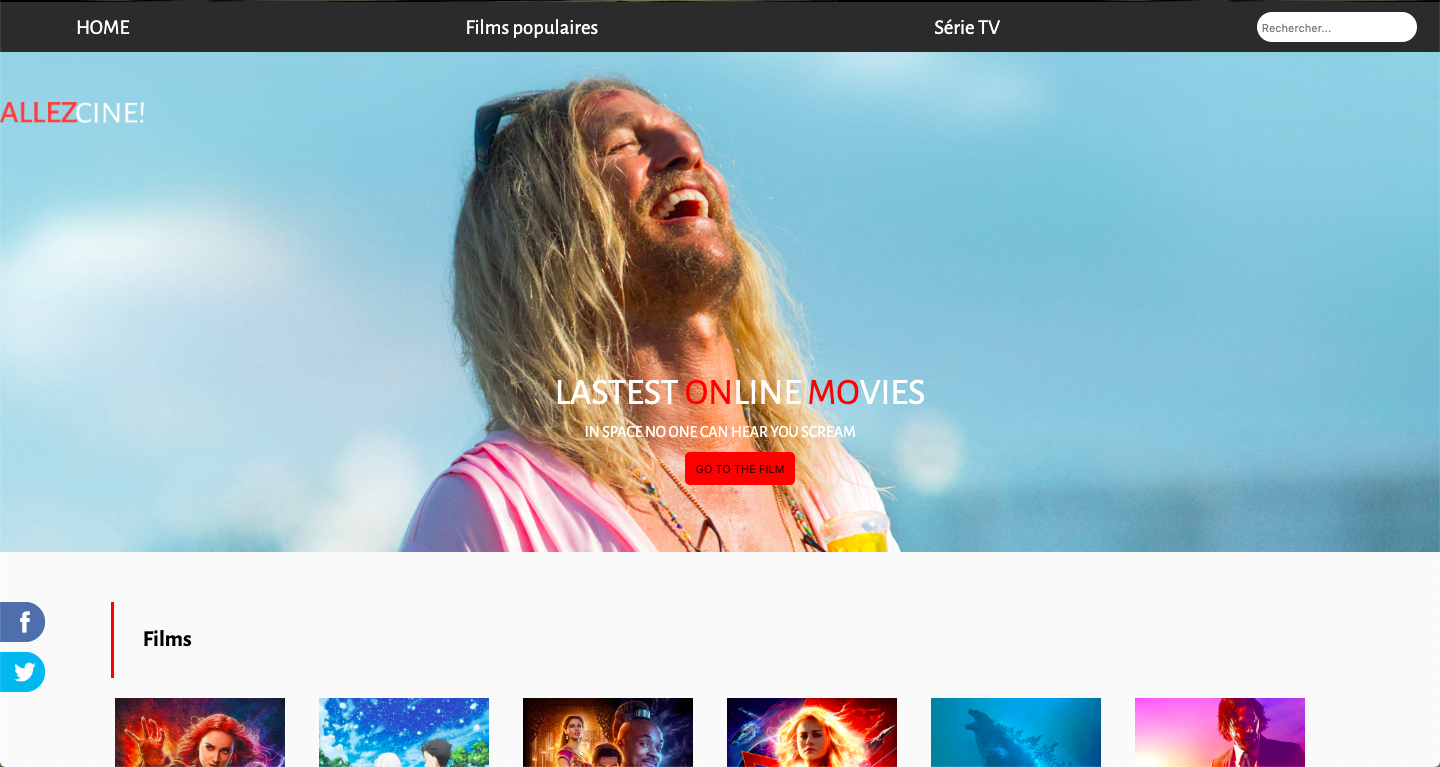 HOME
Films populaires
Série TV
Rechercher...
ALLEZCINE!
LASTEST ONLINE MOVIES
IN SPACE NO ONE CAN HEAR YOU SCREAM
GO TO THE FILM
f
Films